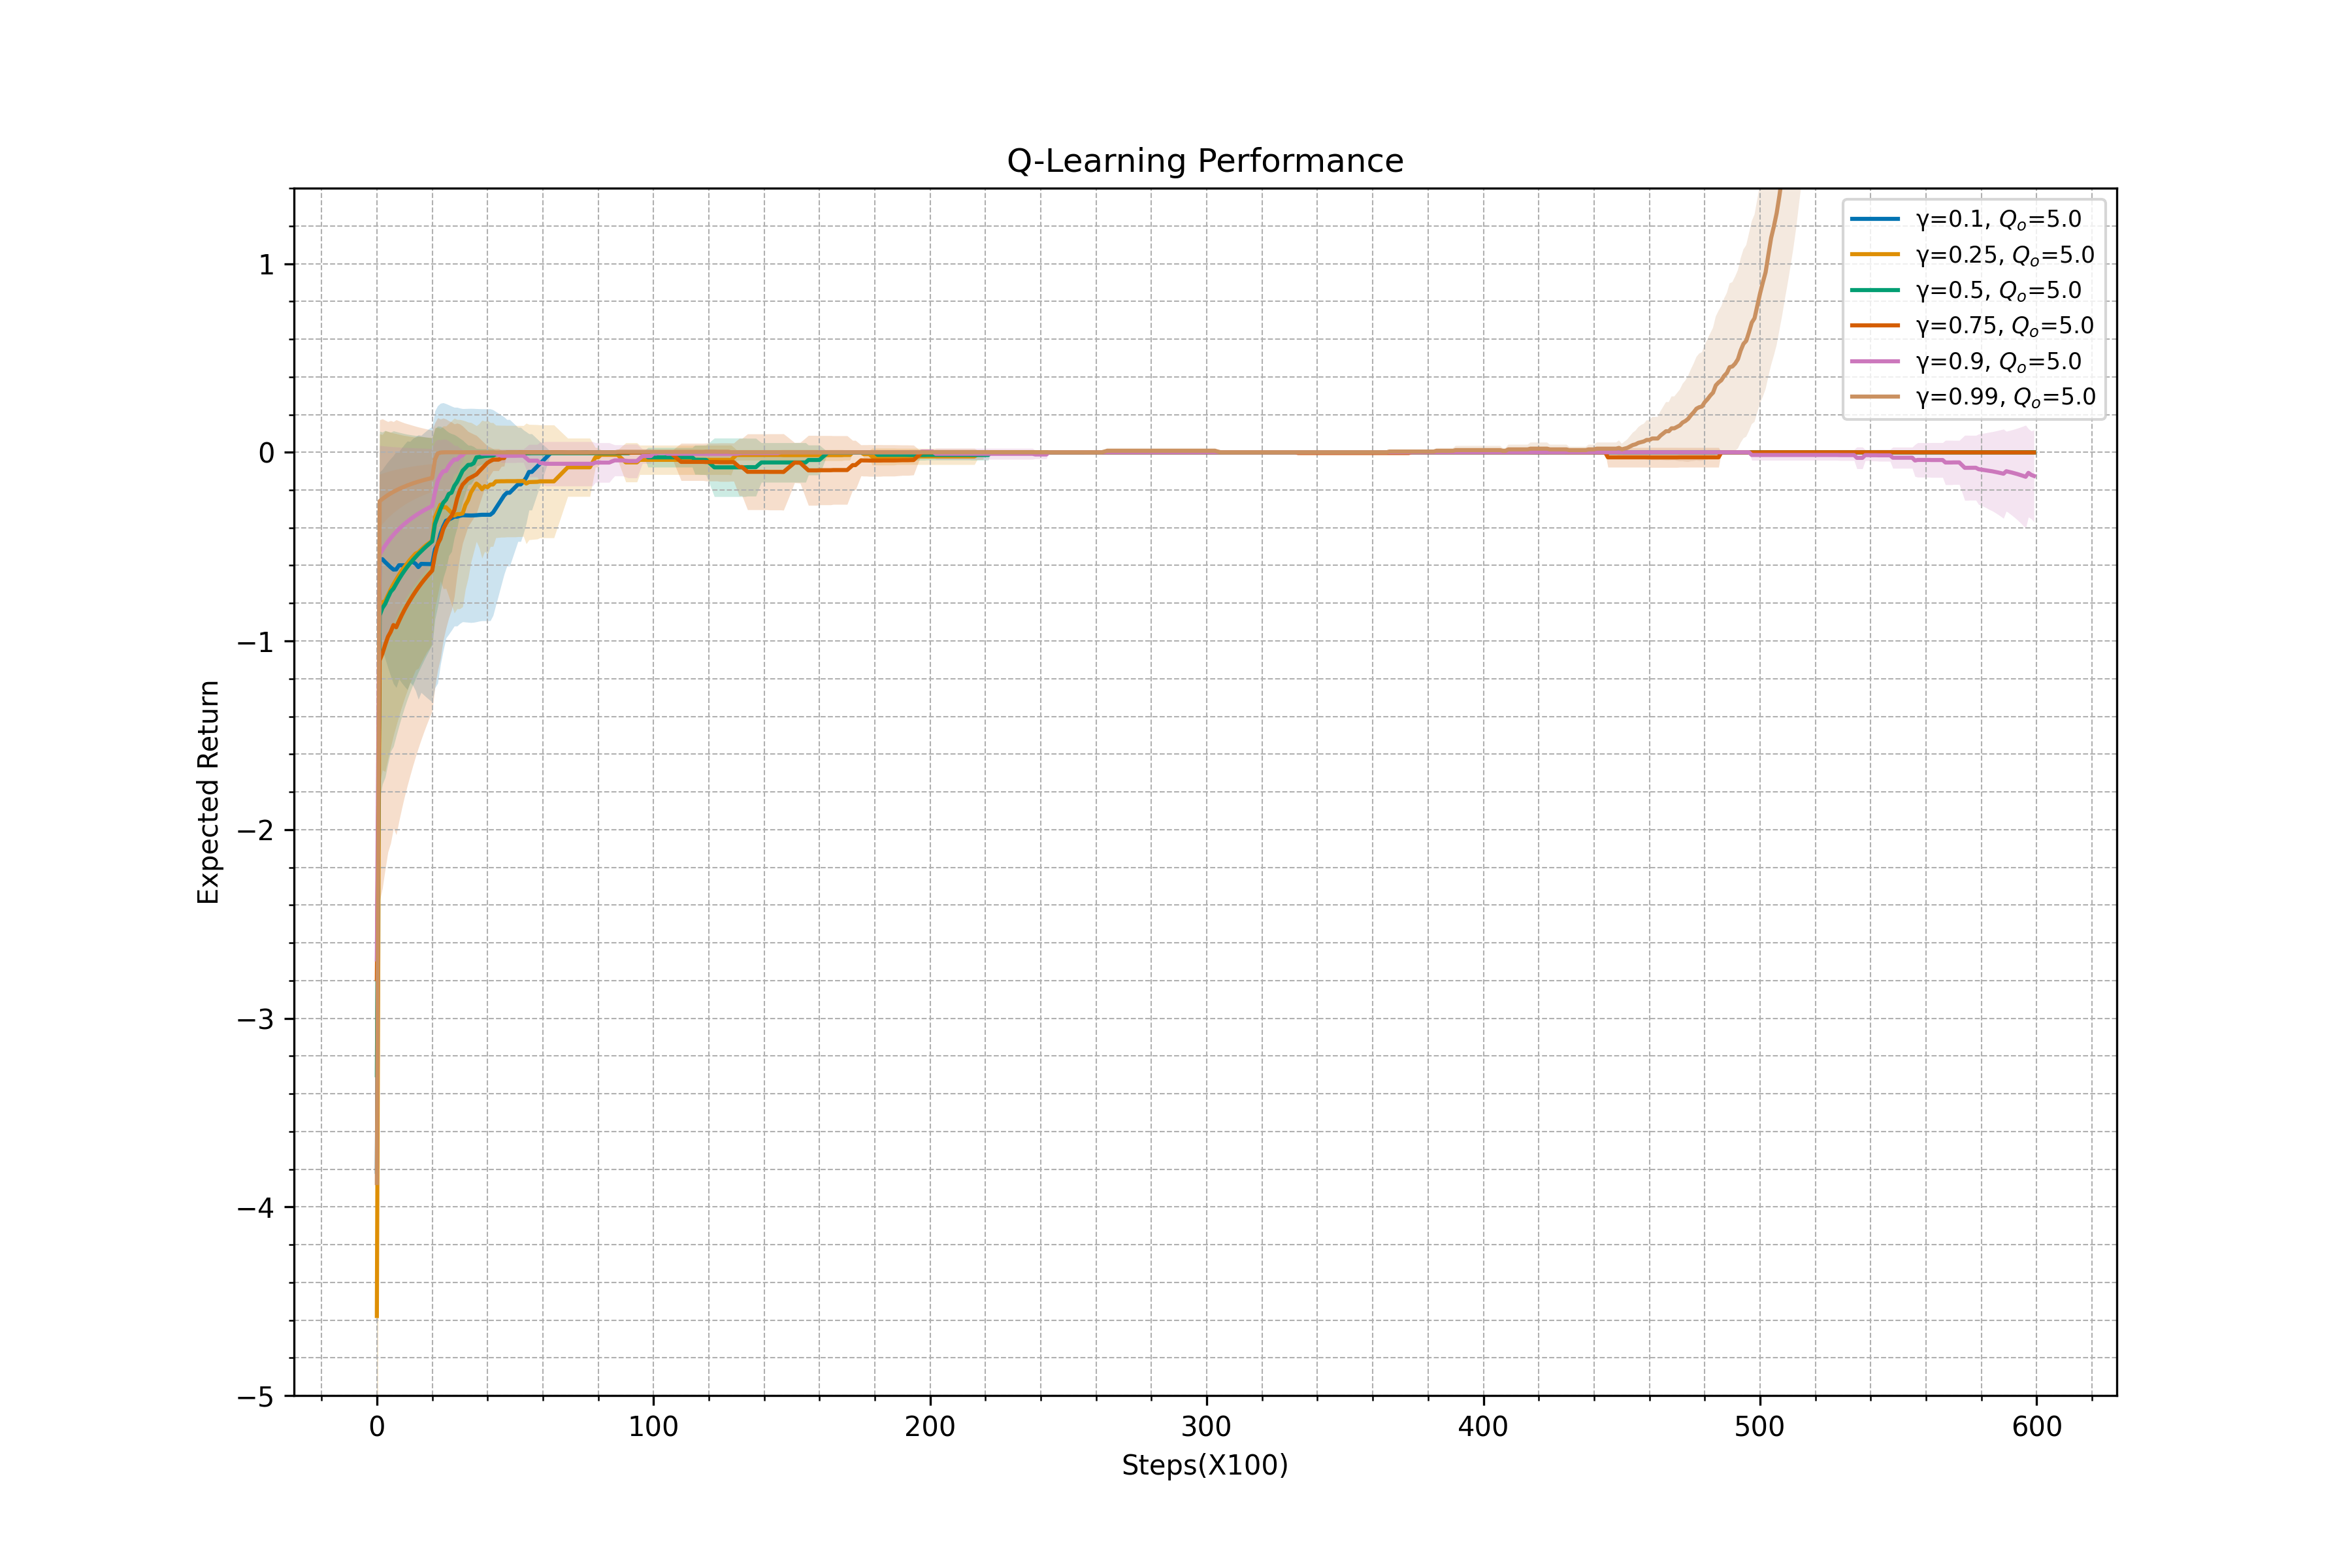 Q-Learning Performance
Expected Return
1
0
−1
−2
−3
−4
−5
0 100 200 300 400 500 600
Steps(X100)
γ=0.1, Qₒ=5.0
γ=0.25, Qₒ=5.0
γ=0.5, Qₒ=5.0
γ=0.75, Qₒ=5.0
γ=0.9, Qₒ=5.0
γ=0.99, Qₒ=5.0